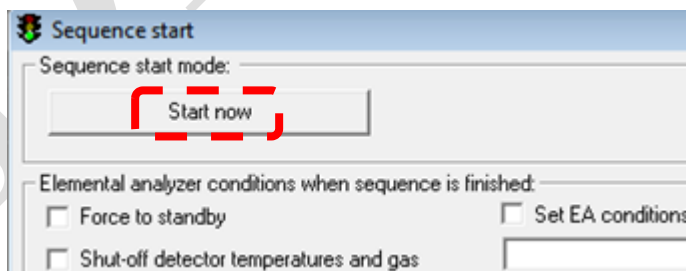 Sequence start
Sequence start mode:
Start now
Elemental analyzer conditions when sequence is finished:
Force to standby
Set EA conditions
Shut-off detector temperatures and gas